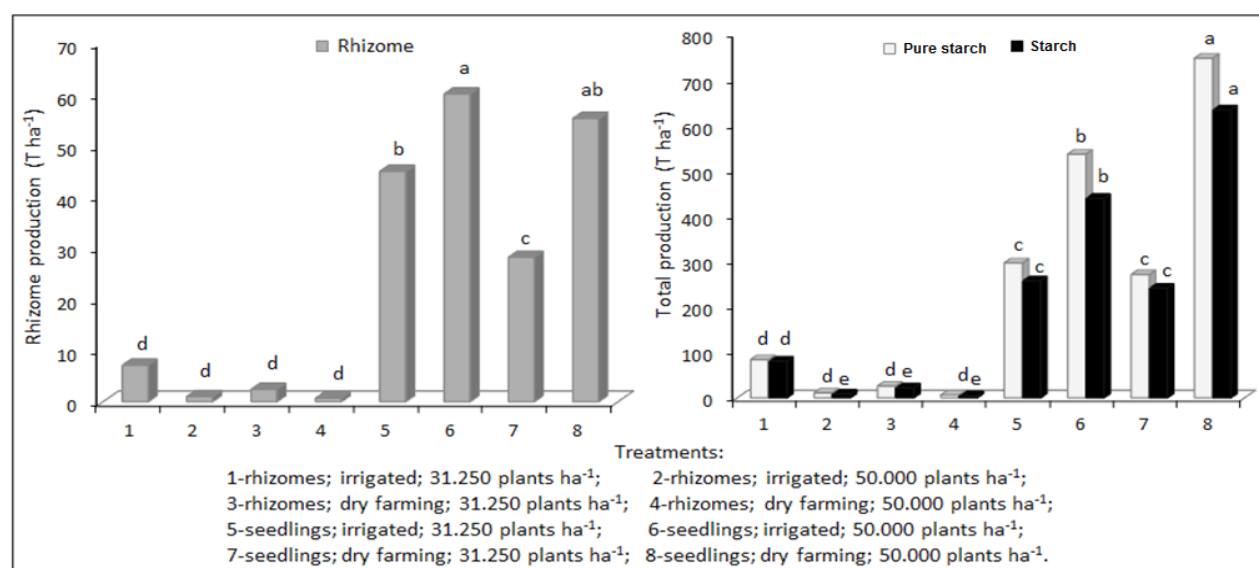 Rhizome
Rhizome production (T ha-1)
70
60
50
40
30
20
10
0
d
d
d
d
b
a
c
ab
1 2 3 4 5 6 7 8
Pure starch Starch
Total production (T ha-1)
800
700
600
500
400
300
200
100
0
d d
d e
d e
d e
c c
b b
c c
a a
1 2 3 4 5 6 7 8
Treatments:
1-rhizomes; irrigated; 31.250 plants ha-1; 2-rhizomes; irrigated; 50.000 plants ha-1;
3-rhizomes; dry farming; 31.250 plants ha-1; 4-rhizomes; dry farming; 50.000 plants ha-1;
5-seedlings; irrigated; 31.250 plants ha-1; 6-seedlings; irrigated; 50.000 plants ha-1;
7-seedlings; dry farming; 31.250 plants ha-1; 8-seedlings; dry farming; 50.000 plants ha-1.